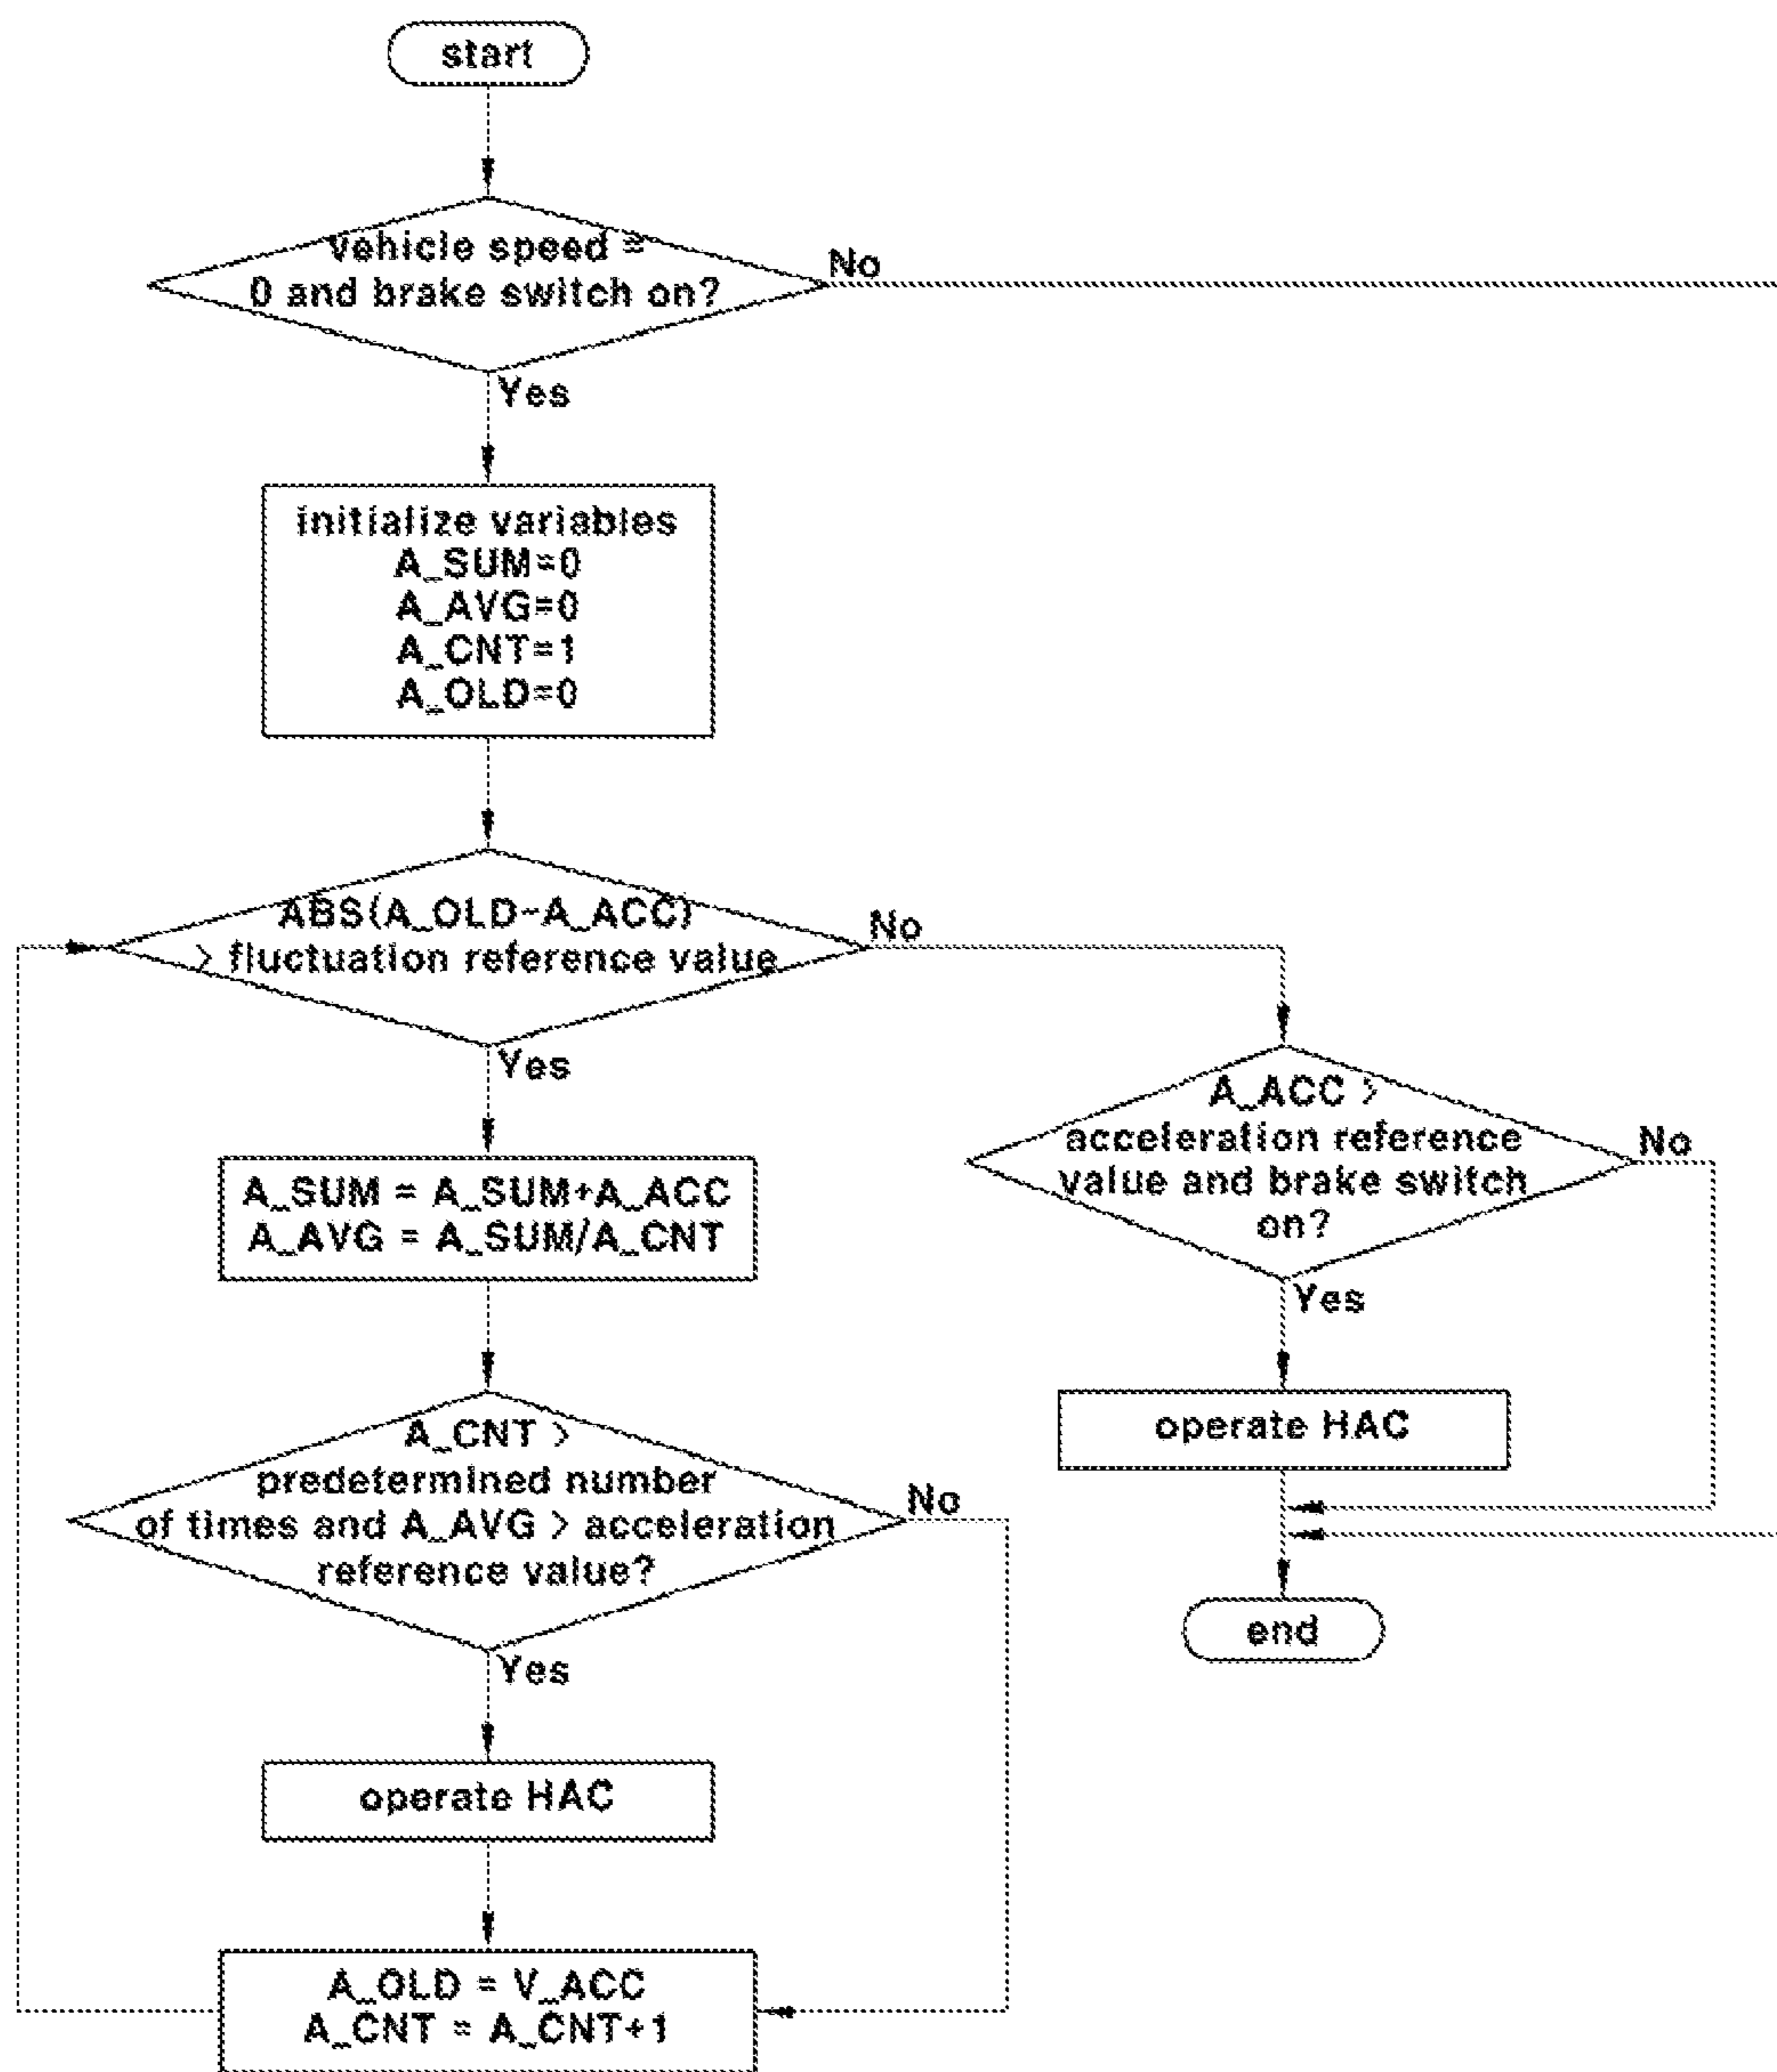 start
vehicle speed =
0 and brake switch on?
No
Yes
initialize variables
A_SUM=0
A_AVG=0
A_CNT=1
A_OLD=0
ABS(A_OLD-A_ACC)
> fluctuation reference value
No
Yes
A_SUM = A_SUM+A_ACC
A_AVG = A_SUM/A_CNT
A_CNT >
predetermined number
of times and A_AVG > acceleration
reference value?
No
Yes
operate HAC
A_OLD = V_ACC
A_CNT = A_CNT+1
A_ACC >
acceleration reference
value and brake switch
on?
No
Yes
operate HAC
end